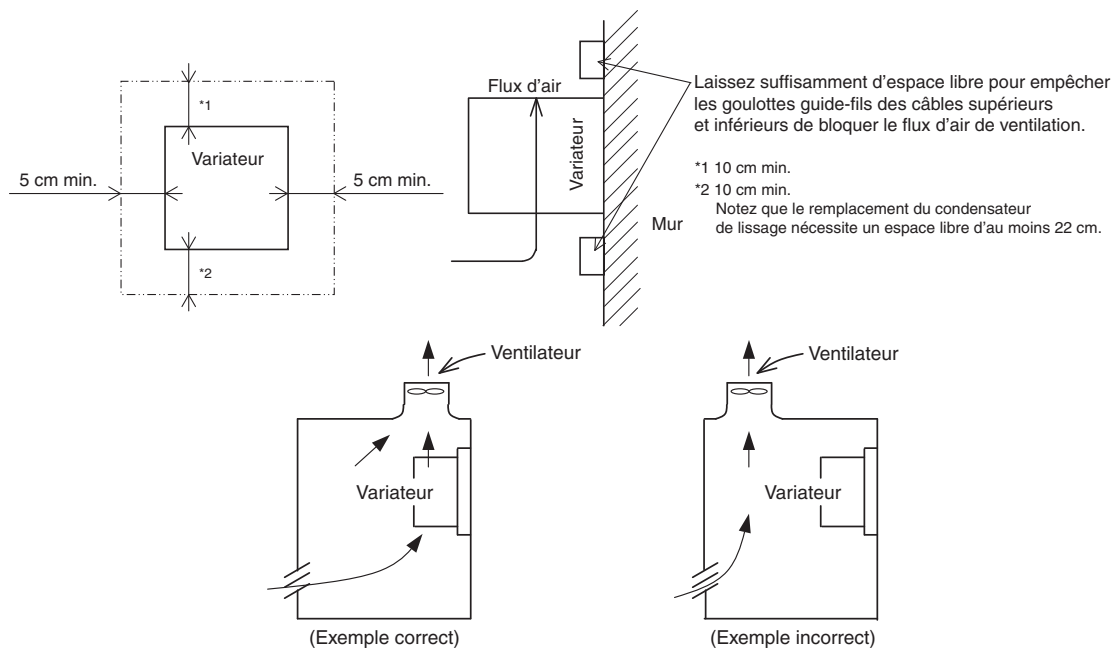 *1
Variateur
5 cm min.
5 cm min.
*2
Flux d'air
Variateur
Mur
Laissez suffisamment d'espace libre pour empêcher
les goulottes guide-fils des câbles supérieurs
et inférieurs de bloquer le flux d'air de ventilation.
*1 10 cm min.
*2 10 cm min.
Notez que le remplacement du condensateur
de lissage nécessite un espace libre d'au moins 22 cm.
Ventilateur
Variateur
(Exemple correct)
Ventilateur
Variateur
(Exemple incorrect)